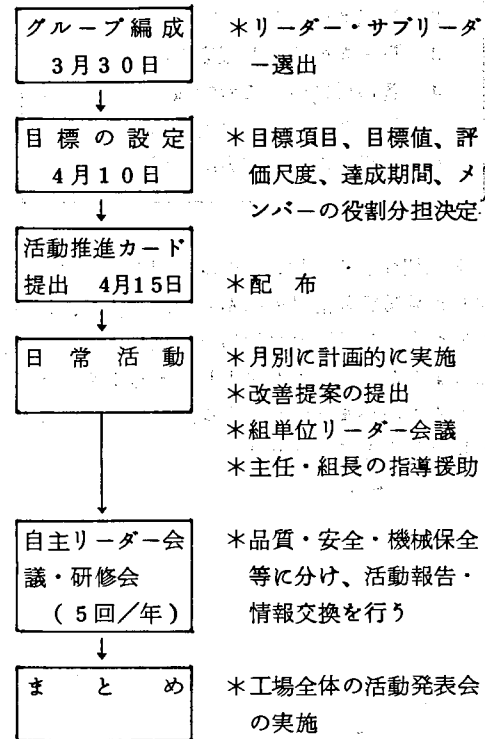 グループ編成
3月30日
＊リーダー・サブリーダ
ー選出
目標の設定
4月10日
＊目標項目、目標値、評
価尺度、達成期間、メ
ンバーの役割分担決定
活動推進カード
提出 4月15日
＊配 布
日常活動
＊月別に計画的に実施
＊改善提案の提出
＊組単位リーダー会議
＊主任・組長の指導援助
自主リーダー会
議・研修会
(5回/年)
＊品質・安全・機械保全
等に分け、活動報告・
情報交換を行う
まとめ
＊工場全体の活動発表会
の実施